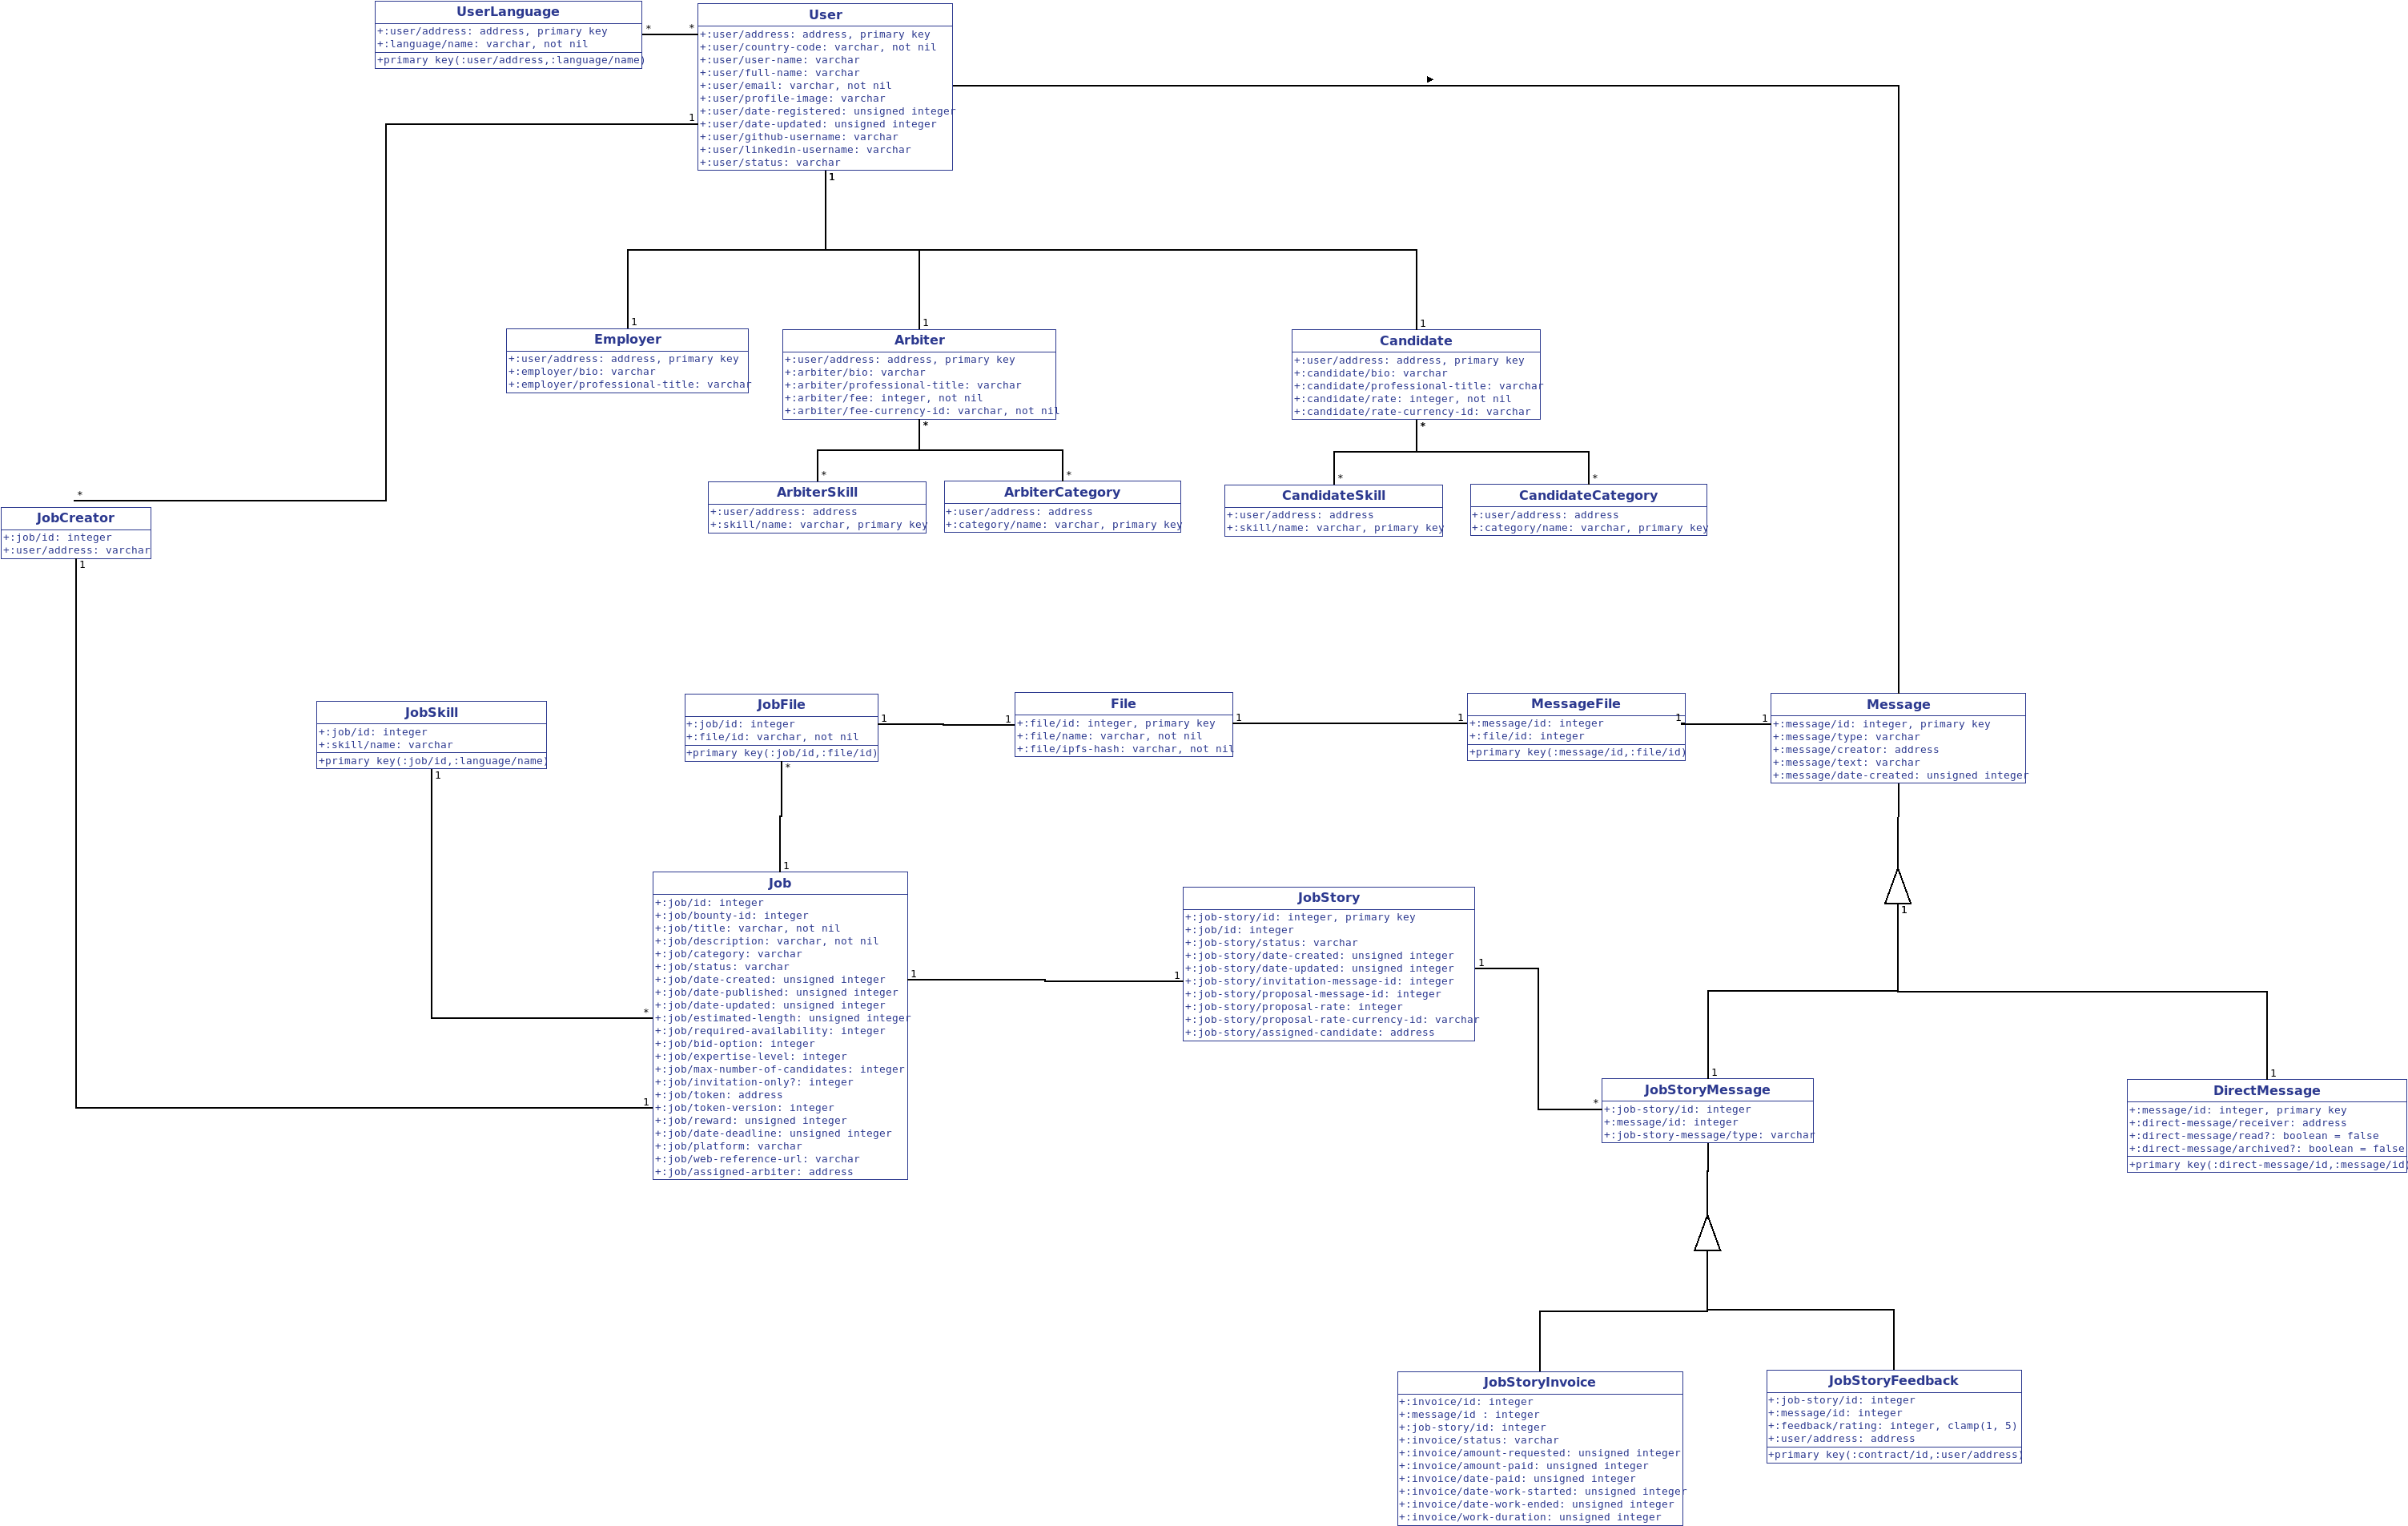 UserLanguage
+:user/address: address, primary key
+:language/name: varchar, not nil
+primary key(:user/address,:language/name)
*
*
User
+:user/address: address, primary key
+:user/country-code: varchar, not nil
+:user/user-name: varchar
+:user/full-name: varchar
+:user/email: varchar, not nil
+:user/profile-image: varchar
+:user/date-registered: unsigned integer
+:user/date-updated: unsigned integer
+:user/github-username: varchar
+:user/linkedin-username: varchar
+:user/status: varchar
1
1
1
Employer
+:user/address: address, primary key
+:employer/bio: varchar
+:employer/professional-title: varchar
1
Arbiter
+:user/address: address, primary key
+:arbiter/bio: varchar
+:arbiter/professional-title: varchar
+:arbiter/fee: integer, not nil
+:arbiter/fee-currency-id: varchar, not nil
*
1
Candidate
+:user/address: address, primary key
+:candidate/bio: varchar
+:candidate/professional-title: varchar
+:candidate/rate: integer, not nil
+:candidate/rate-currency-id: varchar
*
*
ArbiterSkill
+:user/address: address
+:skill/name: varchar, primary key
*
ArbiterCategory
+:user/address: address
+:category/name: varchar, primary key
*
CandidateSkill
+:user/address: address
+:skill/name: varchar, primary key
*
CandidateCategory
+:user/address: address
+:category/name: varchar, primary key
*
JobCreator
+:job/id: integer
+:user/address: varchar
1
JobSkill
+:job/id: integer
+:skill/name: varchar
+primary key(:job/id,:language/name)
1
JobFile
+:job/id: integer
+:file/id: varchar, not nil
+primary key(:job/id,:file/id)
*
1
1
File
+:file/id: integer, primary key
+:file/name: varchar, not nil
+:file/ipfs-hash: varchar, not nil
1
1
MessageFile
+:message/id: integer
+:file/id: integer
+primary key(:message/id,:file/id)
1
1
Message
+:message/id: integer, primary key
+:message/type: varchar
+:message/creator: address
+:message/text: varchar
+:message/date-created: unsigned integer
1
1
Job
+:job/id: integer
+:job/bounty-id: integer
+:job/title: varchar, not nil
+:job/description: varchar, not nil
+:job/category: varchar
+:job/status: varchar
+:job/date-created: unsigned integer
+:job/date-published: unsigned integer
+:job/date-updated: unsigned integer
+:job/estimated-length: unsigned integer
+:job/required-availability: integer
+:job/bid-option: integer
+:job/expertise-level: integer
+:job/max-number-of-candidates: integer
+:job/invitation-only?: integer
+:job/token: address
+:job/token-version: integer
+:job/reward: unsigned integer
+:job/date-deadline: unsigned integer
+:job/platform: varchar
+:job/web-reference-url: varchar
+:job/assigned-arbiter: address
*
1
1
1
JobStory
+:job-story/id: integer, primary key
+:job/id: integer
+:job-story/status: varchar
+:job-story/date-created: unsigned integer
+:job-story/date-updated: unsigned integer
+:job-story/invitation-message-id: integer
+:job-story/proposal-message-id: integer
+:job-story/proposal-rate: integer
+:job-story/proposal-rate-currency-id: varchar
+:job-story/assigned-candidate: address
1
*
1
JobStoryMessage
+:job-story/id: integer
+:message/id: integer
+:job-story-message/type: varchar
1
DirectMessage
+:message/id: integer, primary key
+:direct-message/receiver: address
+:direct-message/read?: boolean = false
+:direct-message/archived?: boolean = false
+primary key(:direct-message/id,:message/id)
JobStoryInvoice
+:invoice/id: integer
+:message/id : integer
+:job-story/id: integer
+:invoice/status: varchar
+:invoice/amount-requested: unsigned integer
+:invoice/amount-paid: unsigned integer
+:invoice/date-paid: unsigned integer
+:invoice/date-work-started: unsigned integer
+:invoice/date-work-ended: unsigned integer
+:invoice/work-duration: unsigned integer
JobStoryFeedback
+:job-story/id: integer
+:message/id: integer
+:feedback/rating: integer, clamp(1, 5)
+:user/address: address
+primary key(:contract/id,:user/address)